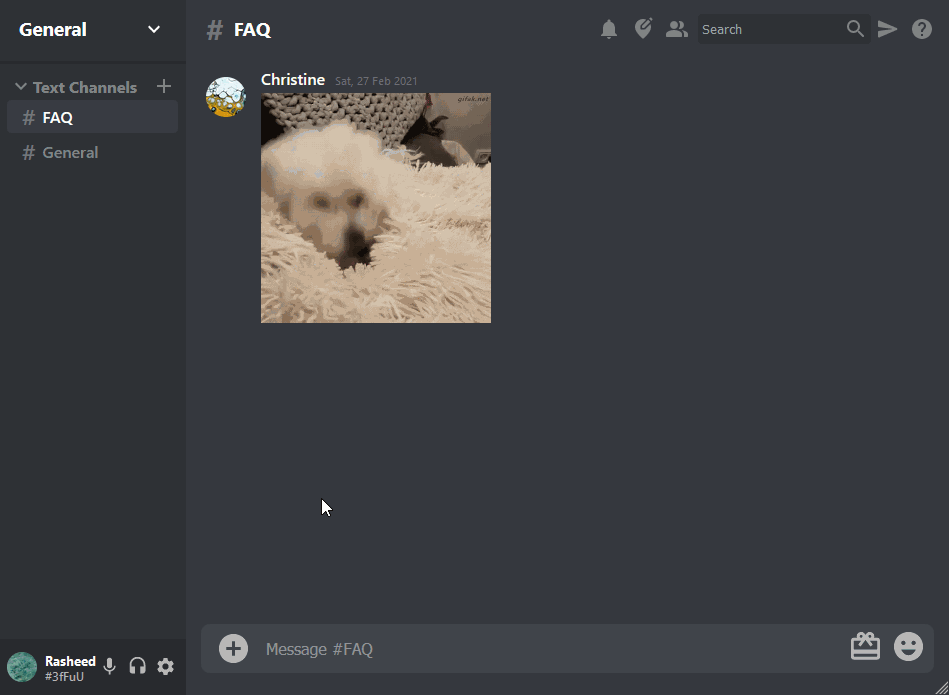 General
# FAQ
Search
Text Channels
# FAQ
# General
Christine Sat, 27 Feb 2021
gifak.net
Message #FAQ
Rasheed
#3fFuU